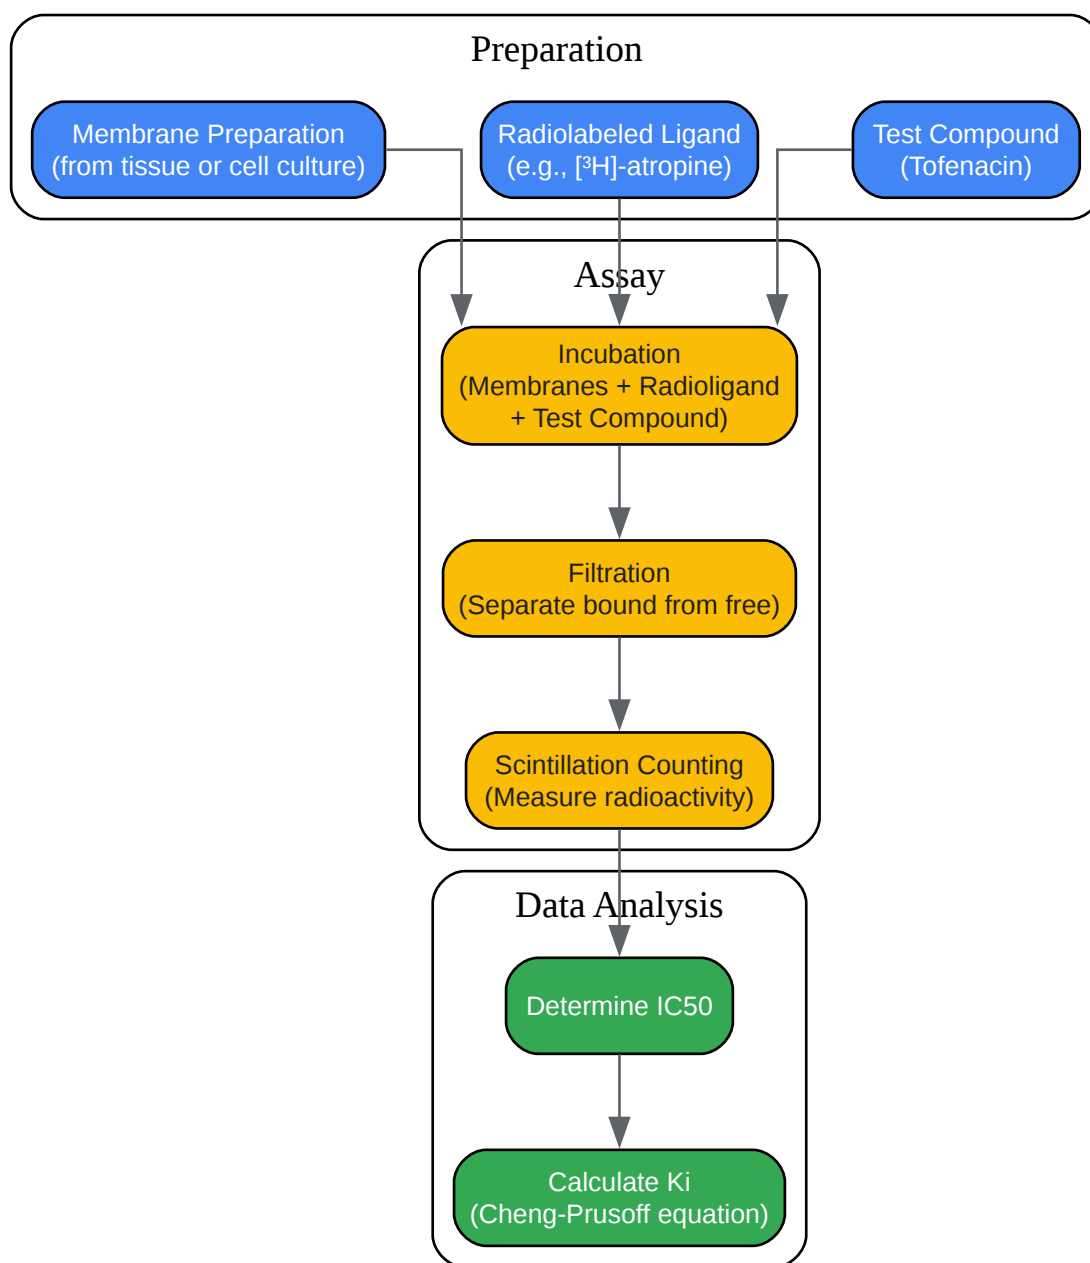 Preparation
Membrane Preparation
(from tissue or cell culture)
Radiolabeled Ligand
(e.g., [³H]-atropine)
Test Compound
(Tofenacin)
Assay
Incubation
(Membranes + Radioligand
+ Test Compound)
Filtration
(Separate bound from free)
Scintillation Counting
(Measure radioactivity)
Data Analysis
Determine IC50
Calculate Ki
(Cheng-Prusoff equation)